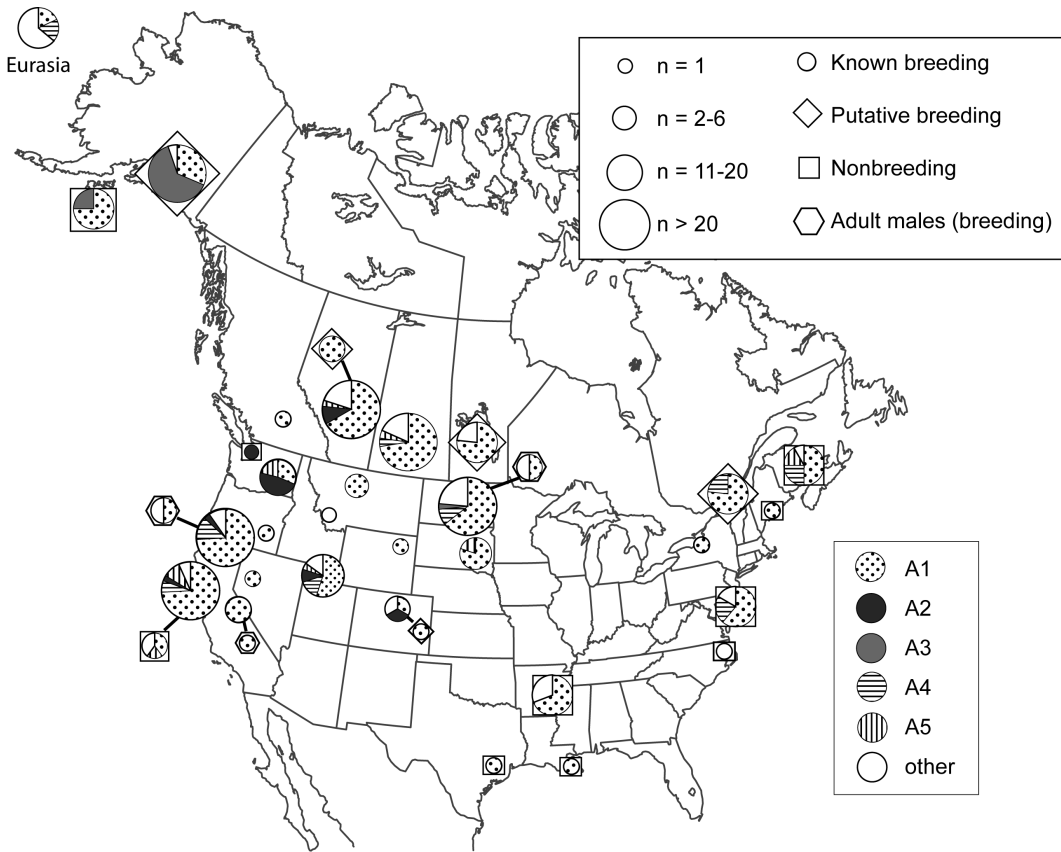 Eurasia
n = 1
Known breeding
n = 2-6
Putative breeding
n = 11-20
Nonbreeding
n > 20
Adult males (breeding)
A1
A2
A3
A4
A5
other